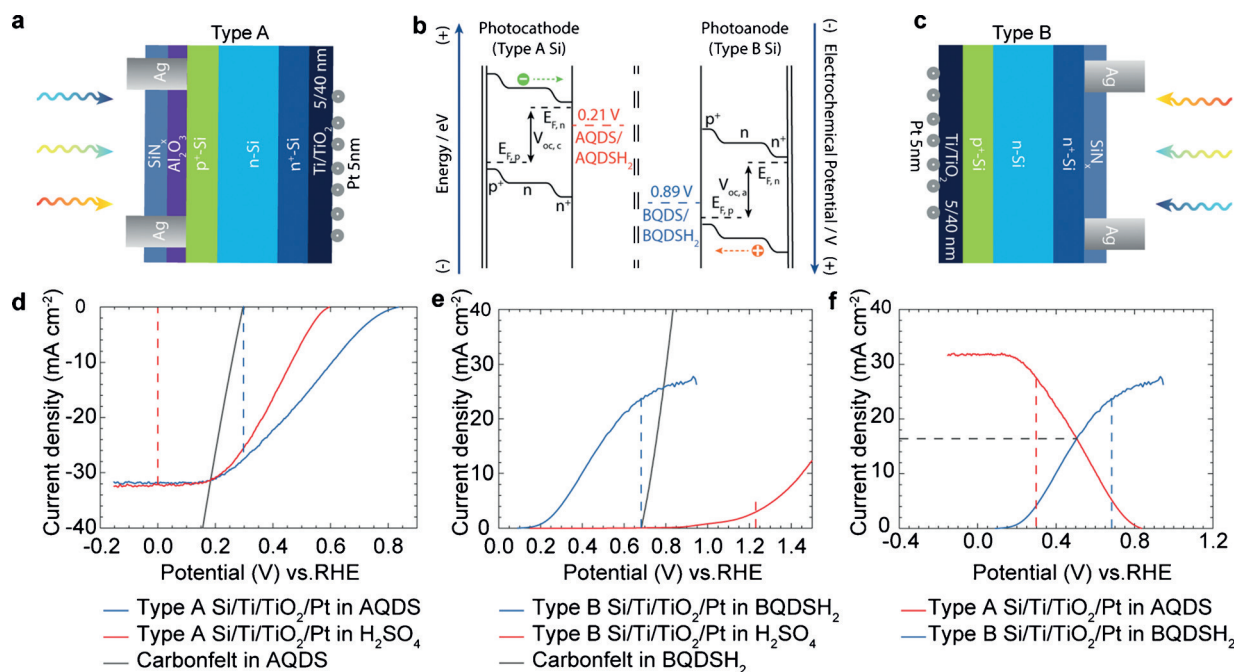 a
Type A
Ag
Ag
SiNx
Al2O3
p+-Si
n-Si
n+-Si
Ti/TiO2 5/40 nm
Pt 5nm
b
Photocathode
(Type A Si)
Photoanode
(Type B Si)
(+)
Energy / eV
(-)
(-)
Electrochemical Potential / V
(+)
EF,n
Voc,c
EF,p
p+
n
n+
0.21 V
AQDS/
AQDSH2
0.89 V
BQDS/
BQDSH2
p+
n
n+
EF,n
Voc,a
EF,p
c
Type B
Pt 5nm
Ti/TiO2 5/40 nm
p+-Si
n-Si
n+-Si
SiNx
Ag
Ag
d
Current density (mA cm-2)
0
-10
-20
-30
-40
-0.2 0.0 0.2 0.4 0.6 0.8
Potential (V) vs.RHE
Type A Si/Ti/TiO2/Pt in AQDS
Type A Si/Ti/TiO2/Pt in H2SO4
Carbonfelt in AQDS
e
Current density (mA cm-2)
40
30
20
10
0
0.0 0.2 0.4 0.6 0.8 1.0 1.2 1.4
Potential (V) vs.RHE
Type B Si/Ti/TiO2/Pt in BQDSH2
Type B Si/Ti/TiO2/Pt in H2SO4
Carbonfelt in BQDSH2
f
Current density (mA cm-2)
40
30
20
10
0
-0.4 0.0 0.4 0.8 1.2
Potential (V) vs.RHE
Type A Si/Ti/TiO2/Pt in AQDS
Type B Si/Ti/TiO2/Pt in BQDSH2